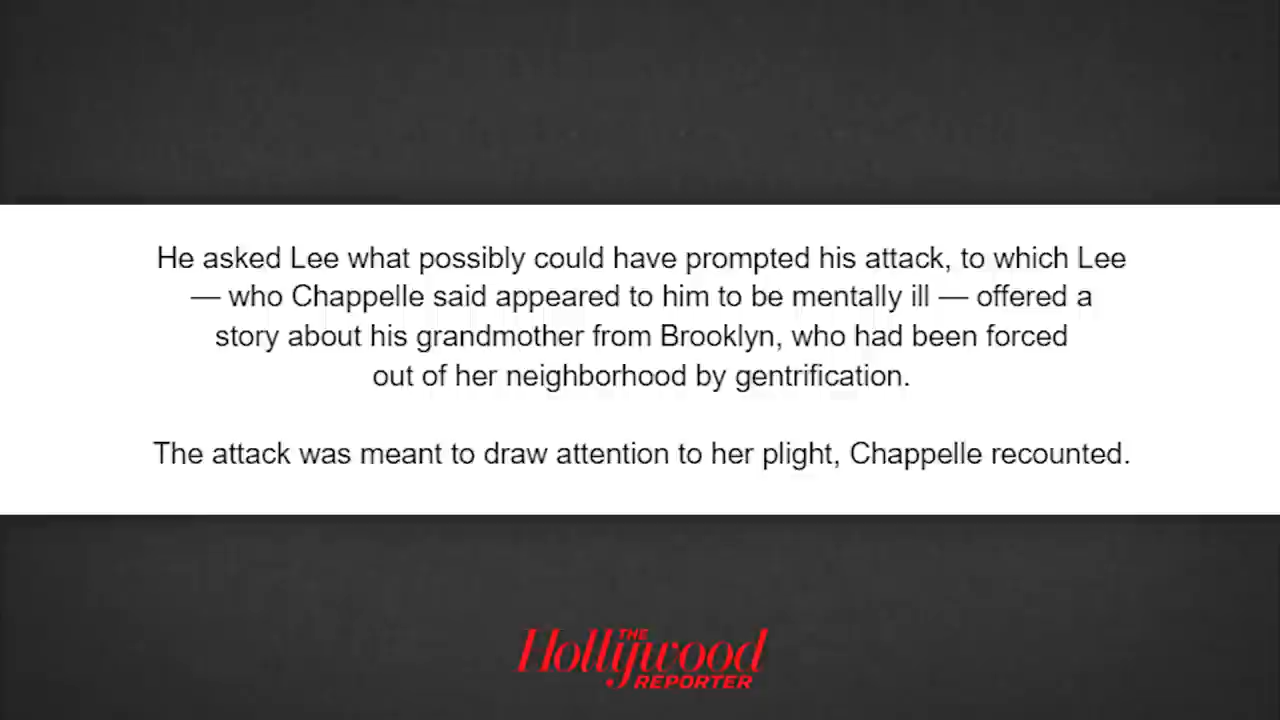 He asked Lee what possibly could have prompted his attack, to which Lee
— who Chappelle said appeared to him to be mentally ill — offered a
story about his grandmother from Brooklyn, who had been forced
out of her neighborhood by gentrification.
The attack was meant to draw attention to her plight, Chappelle recounted.
THE
Hollywood
REPORTER